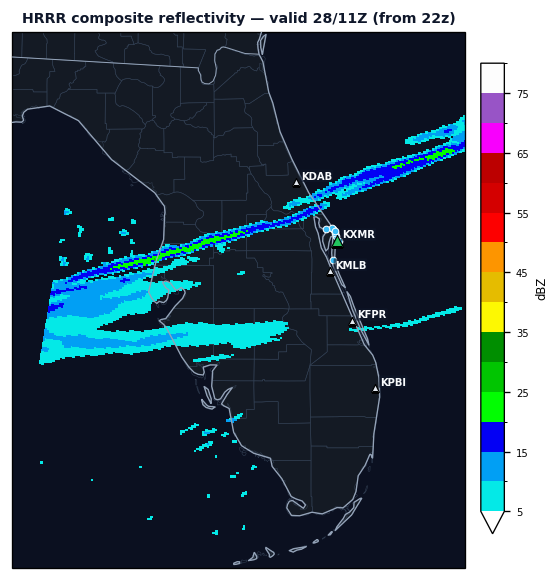 HRRR composite reflectivity — valid 28/11Z (from 22z)
KDAB
KXMR
KMLB
KFPR
KPBI
75
65
55
45
35
25
15
5
dBZ